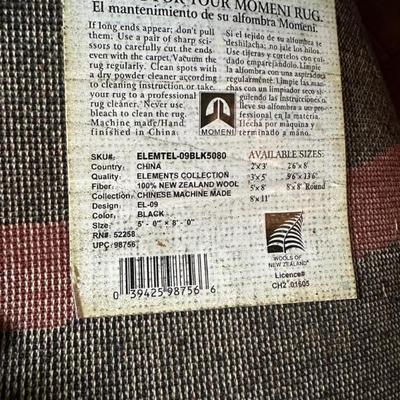 FOR YOUR MOMENI RUG.
El mantenimiento de su alfombra Momeni.
If long ends appear: don't pull
them. Use a pair of sharp scis-
sors to carefully cut the ends
even with the carpet. Vacuum the
rug regularly. Clean spots with
a dry powder cleaner according
to cleaning instruction or take
your rug to a professional
rug cleaner. Never use
bleach to clean the rug.
Machine made/Hand
finished in China.
MOMENI
Si el tejido de su alfombra se
deshilacha; no jale los hilos.
Use tijeras y cortelos con cui-
dado emparejándolo. Limpie
la alfombra con una aspiradora
regularmente. Limpie las man-
chas con un limpiador seco si-
guiendo las instrucciones o
lleve su alfombra a un pro-
fessional en la materia.
Hecha por máquina y
terminado a máno.
SKU#: ELEMTEL-09BLK5080
Country: CHINA
Quality: ELEMENTS COLLECTION
Fiber: 100% NEW ZEALAND WOOL
Collection: CHINESE MACHINE MADE
Design: EL-09
Color: BLACK
Size: 5' - 0" X 8' - 0"
RN#: 52258
UPC: 98756
AVAILABLE SIZES:
2'x3' 2'6"x8'
3'x5' 9'6"x13'6"
5'x8' 8'x8' Round
8'x11'
0 39425 98756 6
WOOLS OF
NEW ZEALAND
Licence#
CH2 01605